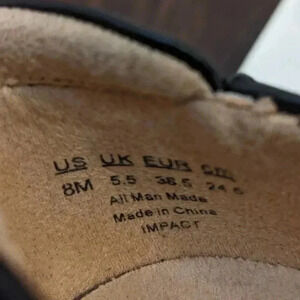 US UK EUR cm
8M 5.5 38.5 24.5
All Man Made
Made in China
IMPACT